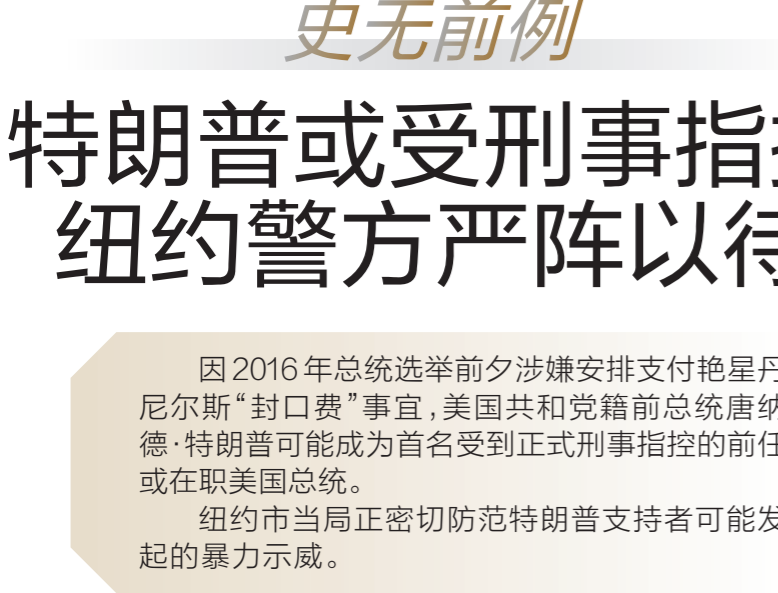 史无前例
特朗普或受刑事指控
纽约警方严阵以待
因2016年总统选举前夕涉嫌安排支付艳星丹
尼尔斯“封口费”事宜,美国共和党籍前总统唐纳
德·特朗普可能成为首名受到正式刑事指控的前任
或在职美国总统。
纽约市当局正密切防范特朗普支持者可能发
起的暴力示威。